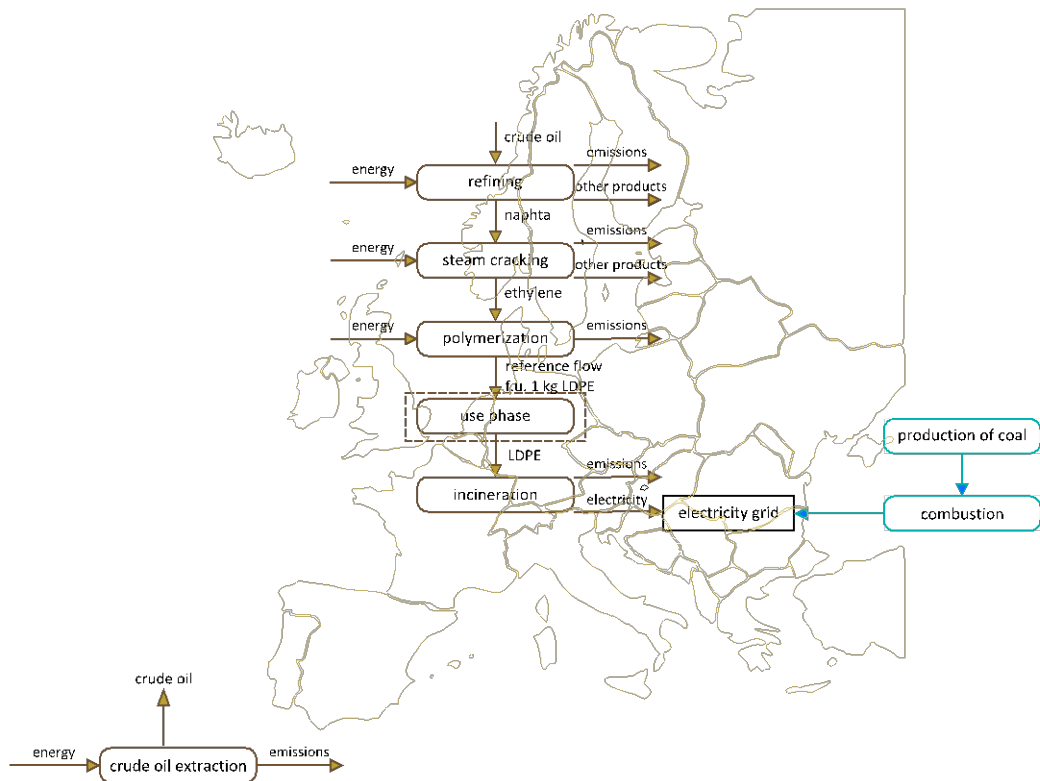 crude oil
energy
refining
emissions
other products
naphta
energy
steam cracking
emissions
other products
ethylene
energy
polymerization
emissions
reference flow
f.u. 1 kg LDPE
use phase
LDPE
incineration
emissions
electricity
electricity grid
production of coal
combustion
crude oil
energy
crude oil extraction
emissions